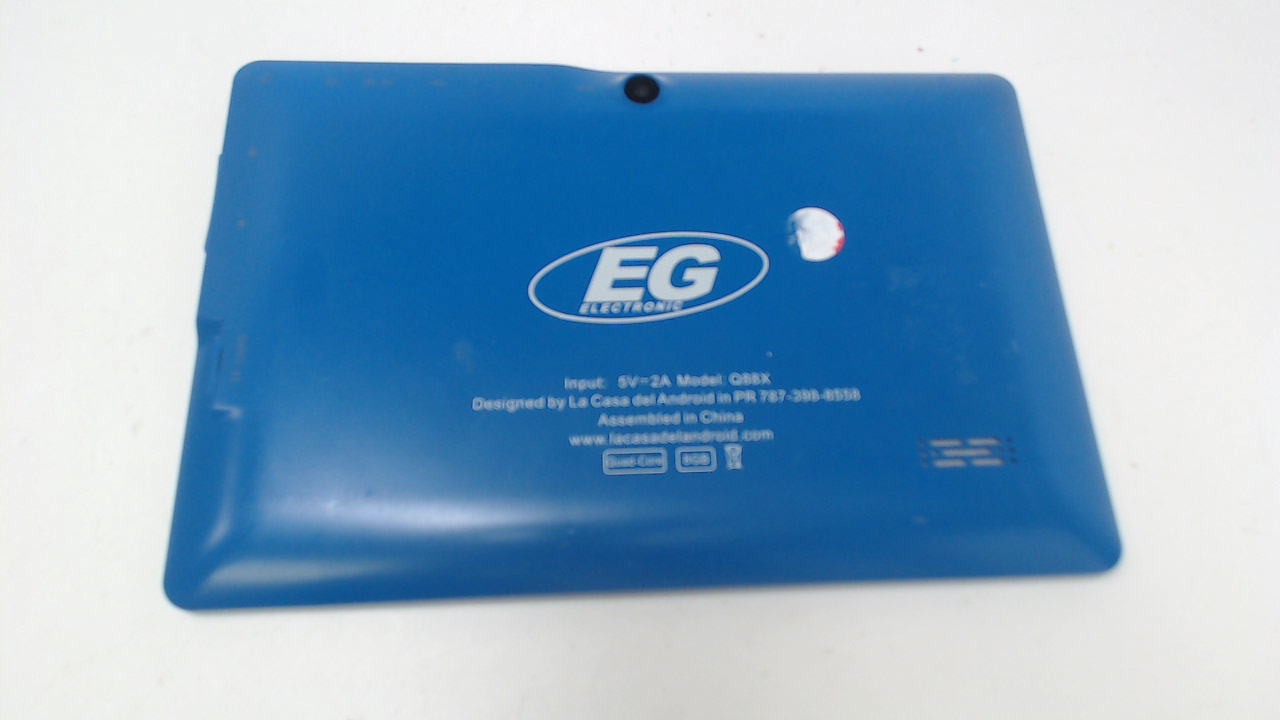 EG
ELECTRONIC
Input: 5V=2A Model: Q88X
Designed by La Casa del Android in PR 787-398-8558
Assembled in China
www.lacasadelandroid.com
Quad-Core 8GB